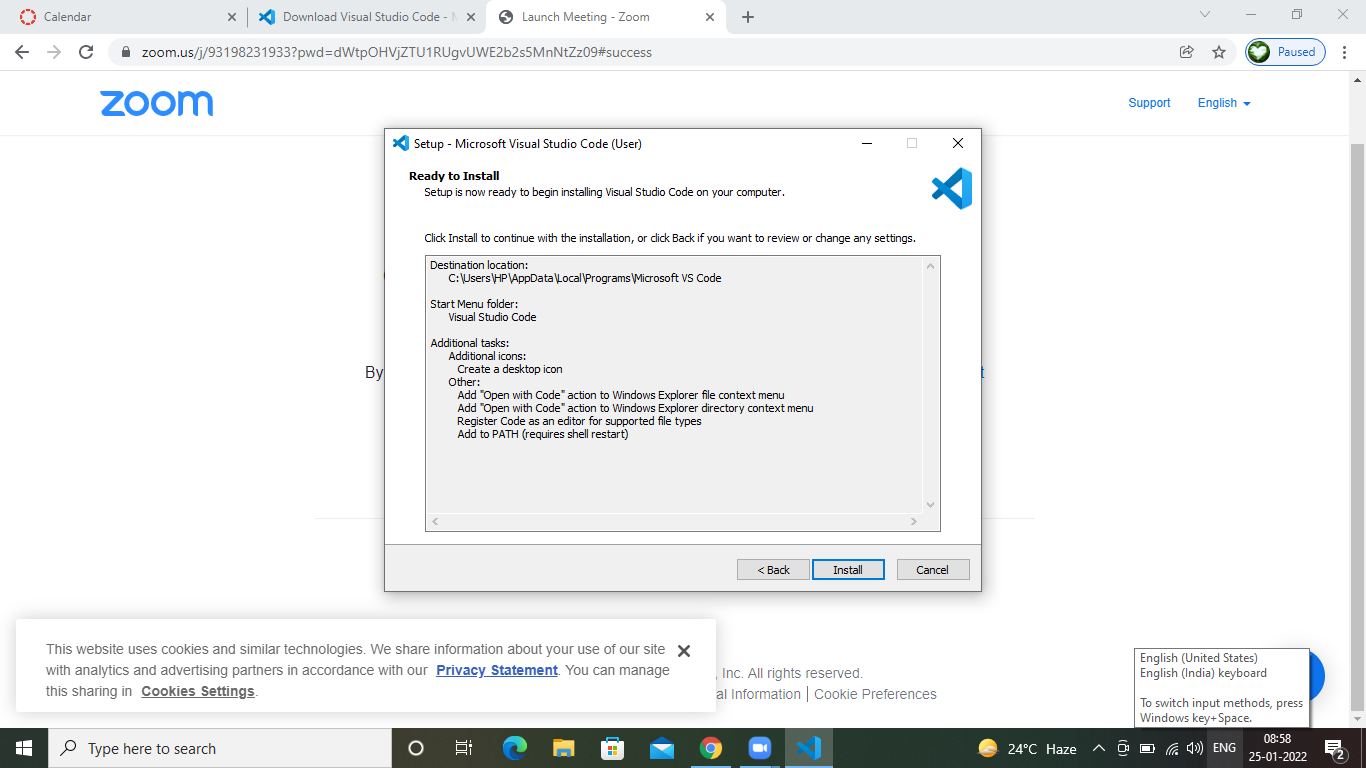 Calendar
Download Visual Studio Code - M
Launch Meeting - Zoom
zoom.us/j/93198231933?pwd=dWtpOHVjZTU1RUgvUWE2b2s5MnNtZz09#success
Paused
zoom
Support
English
Setup - Microsoft Visual Studio Code (User)
Ready to Install
Setup is now ready to begin installing Visual Studio Code on your computer.
Click Install to continue with the installation, or click Back if you want to review or change any settings.
Destination location:
C:\Users\HP\AppData\Local\Programs\Microsoft VS Code
Start Menu folder:
Visual Studio Code
Additional tasks:
Additional icons:
Create a desktop icon
Other:
Add "Open with Code" action to Windows Explorer file context menu
Add "Open with Code" action to Windows Explorer directory context menu
Register Code as an editor for supported file types
Add to PATH (requires shell restart)
By
t
< Back
Install
Cancel
This website uses cookies and similar technologies. We share information about your use of our site
with analytics and advertising partners in accordance with our Privacy Statement. You can manage
this sharing in Cookies Settings.
, Inc. All rights reserved.
al Information | Cookie Preferences
English (United States)
English (India) keyboard
To switch input methods, press
Windows key+Space.
Type here to search
24°C Haze
ENG
08:58
25-01-2022
2